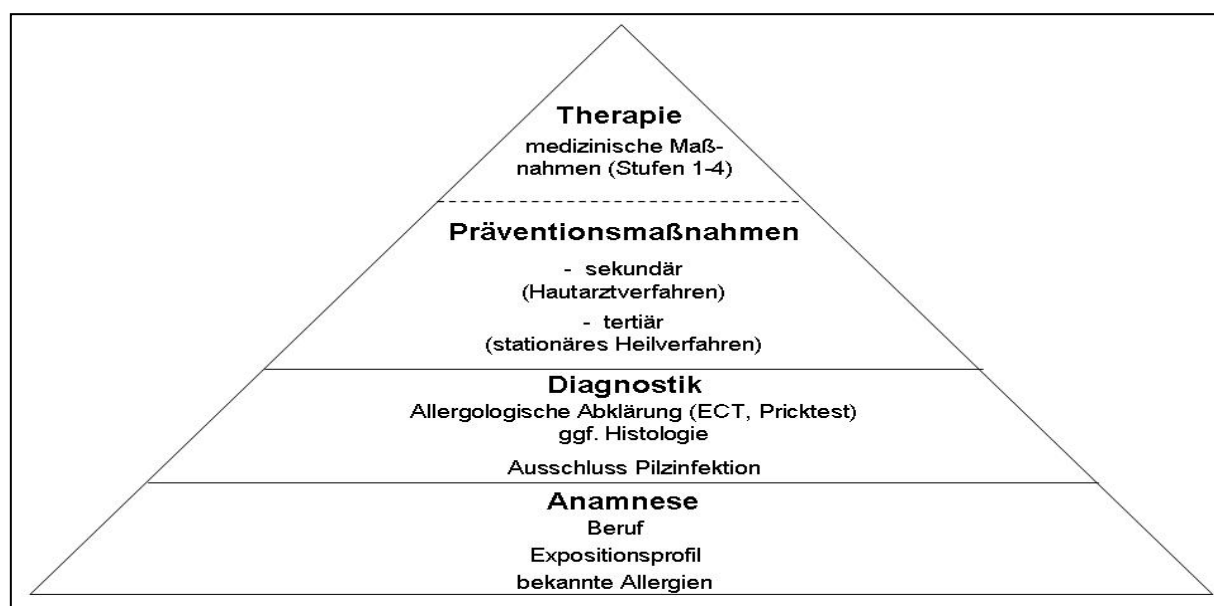 Therapie
medizinische Maß-
nahmen (Stufen 1-4)
Präventionsmaßnahmen
- sekundär
(Hautarztverfahren)
- tertiär
(stationäres Heilverfahren)
Diagnostik
Allergologische Abklärung (ECT, Pricktest)
ggf. Histologie
Ausschluss Pilzinfektion
Anamnese
Beruf
Expositionsprofil
bekannte Allergien